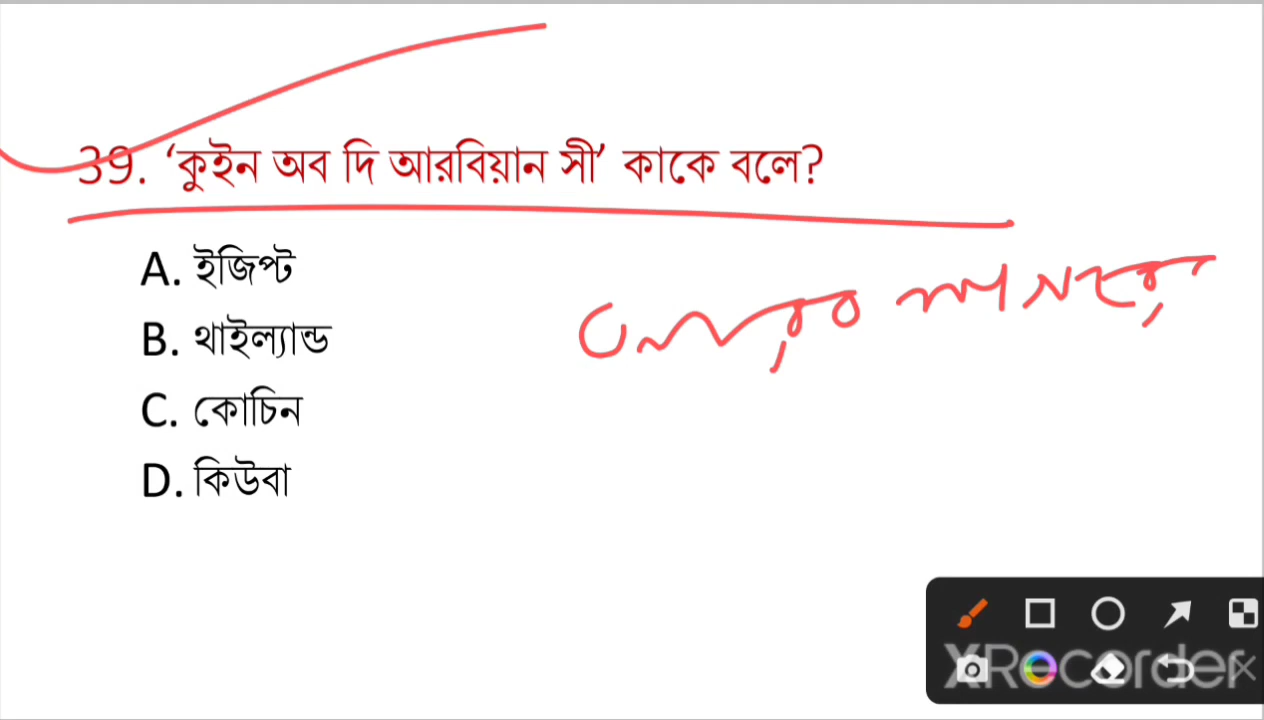 39. ‘কুইন অব দি আরবিয়ান সী’ কাকে বলে?
A. ইজিপ্ট
B. থাইল্যান্ড
C. কোচিন
D. কিউবা
XRecorder